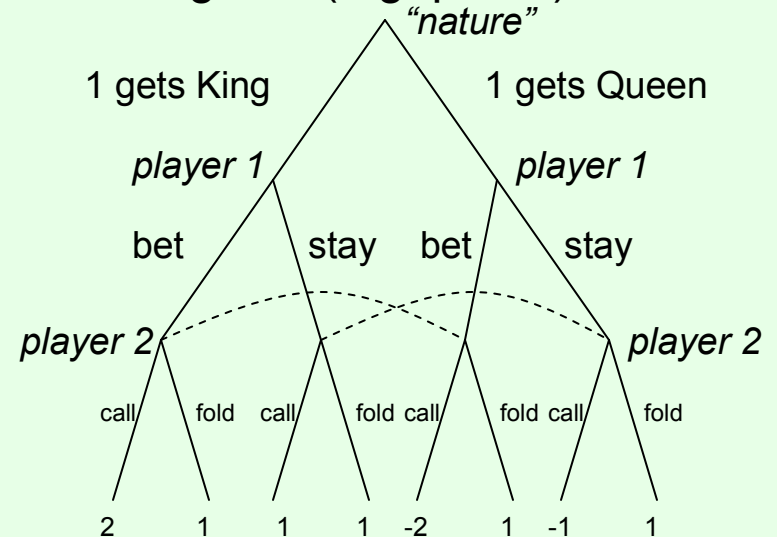 "nature"
1 gets King 1 gets Queen
player 1 player 1
bet stay bet stay
player 2 player 2
call fold call fold call fold call fold
2 1 1 1 -2 1 -1 1